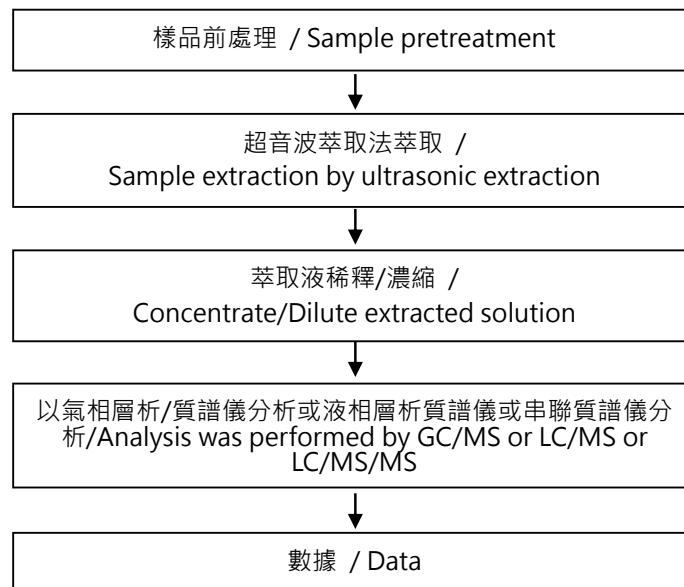 樣品前處理 / Sample pretreatment
超音波萃取法萃取 /
Sample extraction by ultrasonic extraction
萃取液稀釋/濃縮 /
Concentrate/Dilute extracted solution
以氣相層析/質譜儀分析或液相層析質譜儀或串聯質譜儀分
析/Analysis was performed by GC/MS or LC/MS or
LC/MS/MS
數據 / Data